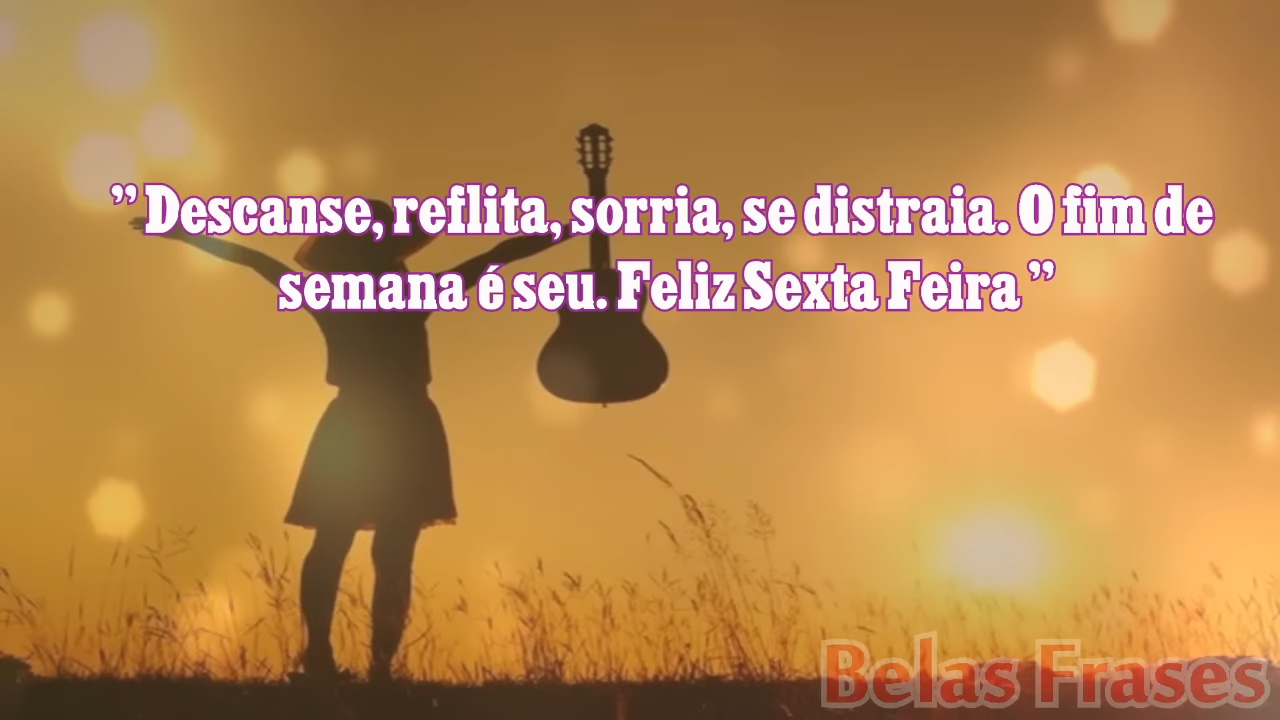 ” Descanse, reflita, sorria, se distraia. O fim de
semana é seu. Feliz Sexta Feira ”
Belas Frases